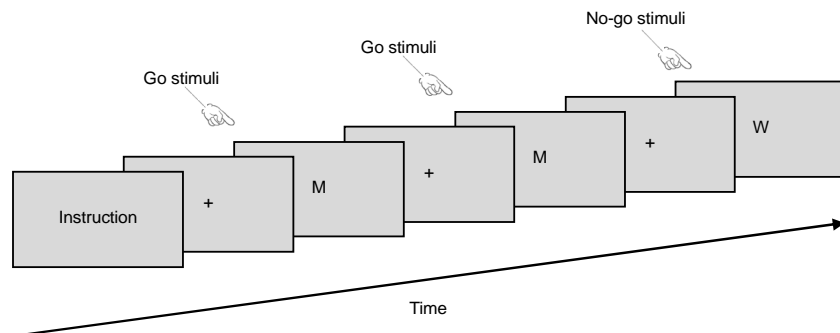 No-go stimuli
Go stimuli
Go stimuli
Instruction
+
M
+
M
+
W
Time